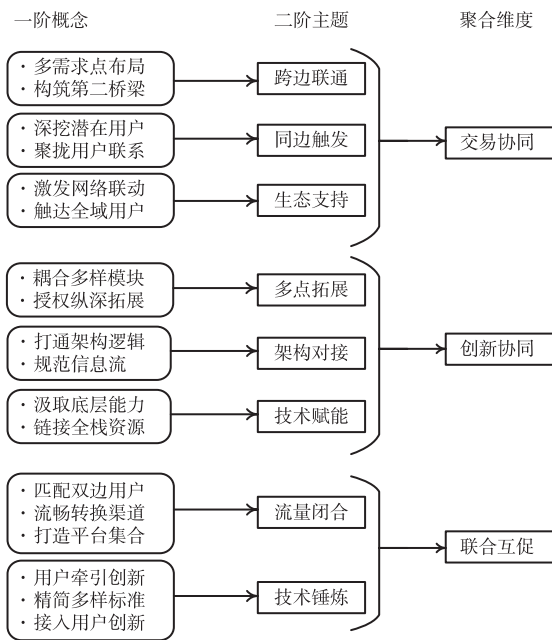 一阶概念 二阶主题 聚合维度
· 多需求点布局
· 构筑第二桥梁
跨边联通
· 深挖潜在用户
· 聚拢用户联系
同边触发
交易协同
· 激发网络联动
· 触达全域用户
生态支持
· 耦合多样模块
· 授权纵深拓展
多点拓展
· 打通架构逻辑
· 规范信息流
架构对接
创新协同
· 汲取底层能力
· 链接全栈资源
技术赋能
· 匹配双边用户
· 流畅转换渠道
· 打造平台集合
流量闭合
联合互促
· 用户牵引创新
· 精简多样标准
· 接入用户创新
技术锤炼